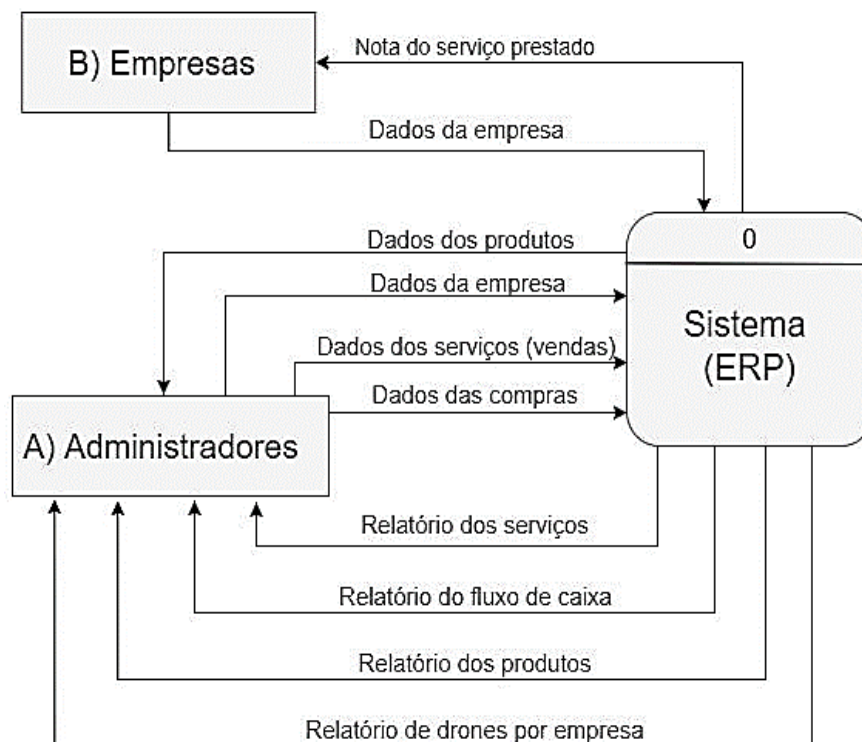 B) Empresas
Nota do serviço prestado
Dados da empresa
0
Sistema
(ERP)
Dados dos produtos
Dados da empresa
Dados dos serviços (vendas)
Dados das compras
A) Administradores
Relatório dos serviços
Relatório do fluxo de caixa
Relatório dos produtos
Relatório de drones por empresa